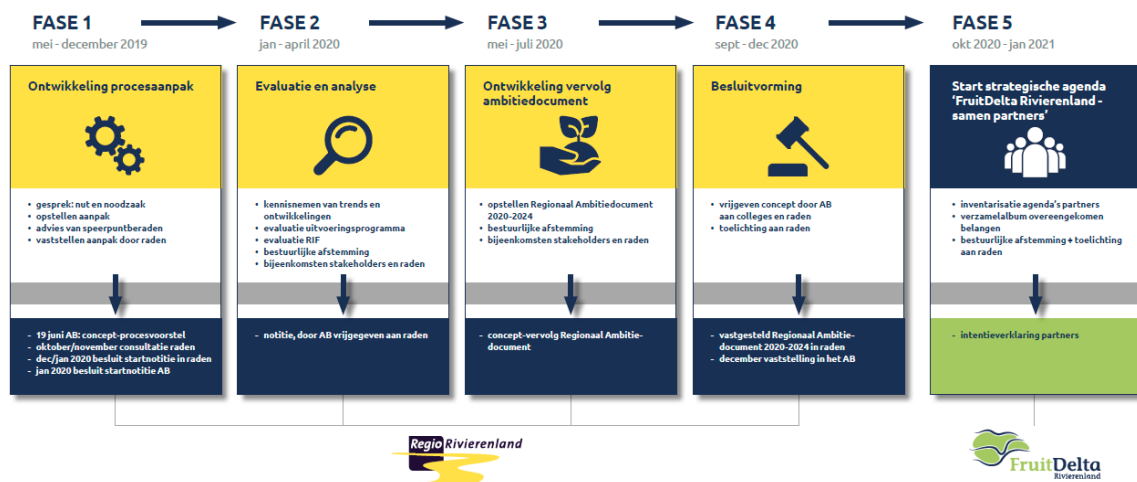 FASE 1
mei - december 2019
Ontwikkeling procesaanpak
• gesprek: nut en noodzaak
• opstellen aanpak
• advies van speerpuntberaden
• vaststellen aanpak door raden
- 19 juni AB: concept-procesvoorstel
- oktober/november consultatie raden
- dec/jan 2020 besluit startnotitie in raden
- jan 2020 besluit startnotitie AB
FASE 2
jan - april 2020
Evaluatie en analyse
• kennisnemen van trends en
ontwikkelingen
• evaluatie uitvoeringsprogramma
• evaluatie RIF
• bestuurlijke afstemming
• bijeenkomsten stakeholders en raden
- notitie, door AB vrijgegeven aan raden
FASE 3
mei - juli 2020
Ontwikkeling vervolg
ambitiedocument
• opstellen Regionaal Ambitiedocument
2020-2024
• bestuurlijke afstemming
• bijeenkomsten stakeholders en raden
- concept-vervolg Regionaal Ambitie-
document
FASE 4
sept - dec 2020
Besluitvorming
• vrijgeven concept door AB
aan colleges en raden
• toelichting aan raden
- vastgesteld Regionaal Ambitie-
document 2020-2024 in raden
- december vaststelling in het AB
FASE 5
okt 2020 - jan 2021
Start strategische agenda
‘FruitDelta Rivierenland -
samen partners’
• inventarisatie agenda’s partners
• verzamelalbum overeengekomen
belangen
• bestuurlijke afstemming + toelichting
aan raden
- intentieverklaring partners
Regio Rivierenland
FruitDelta
Rivierenland